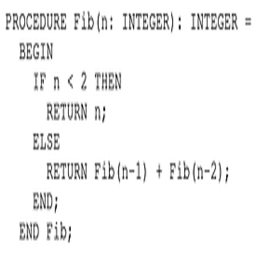 PROCEDURE Fib(n: INTEGER): INTEGER =
  BEGIN
    IF n < 2 THEN
      RETURN n;
    ELSE
      RETURN Fib(n-1) + Fib(n-2);
    END;
  END Fib;